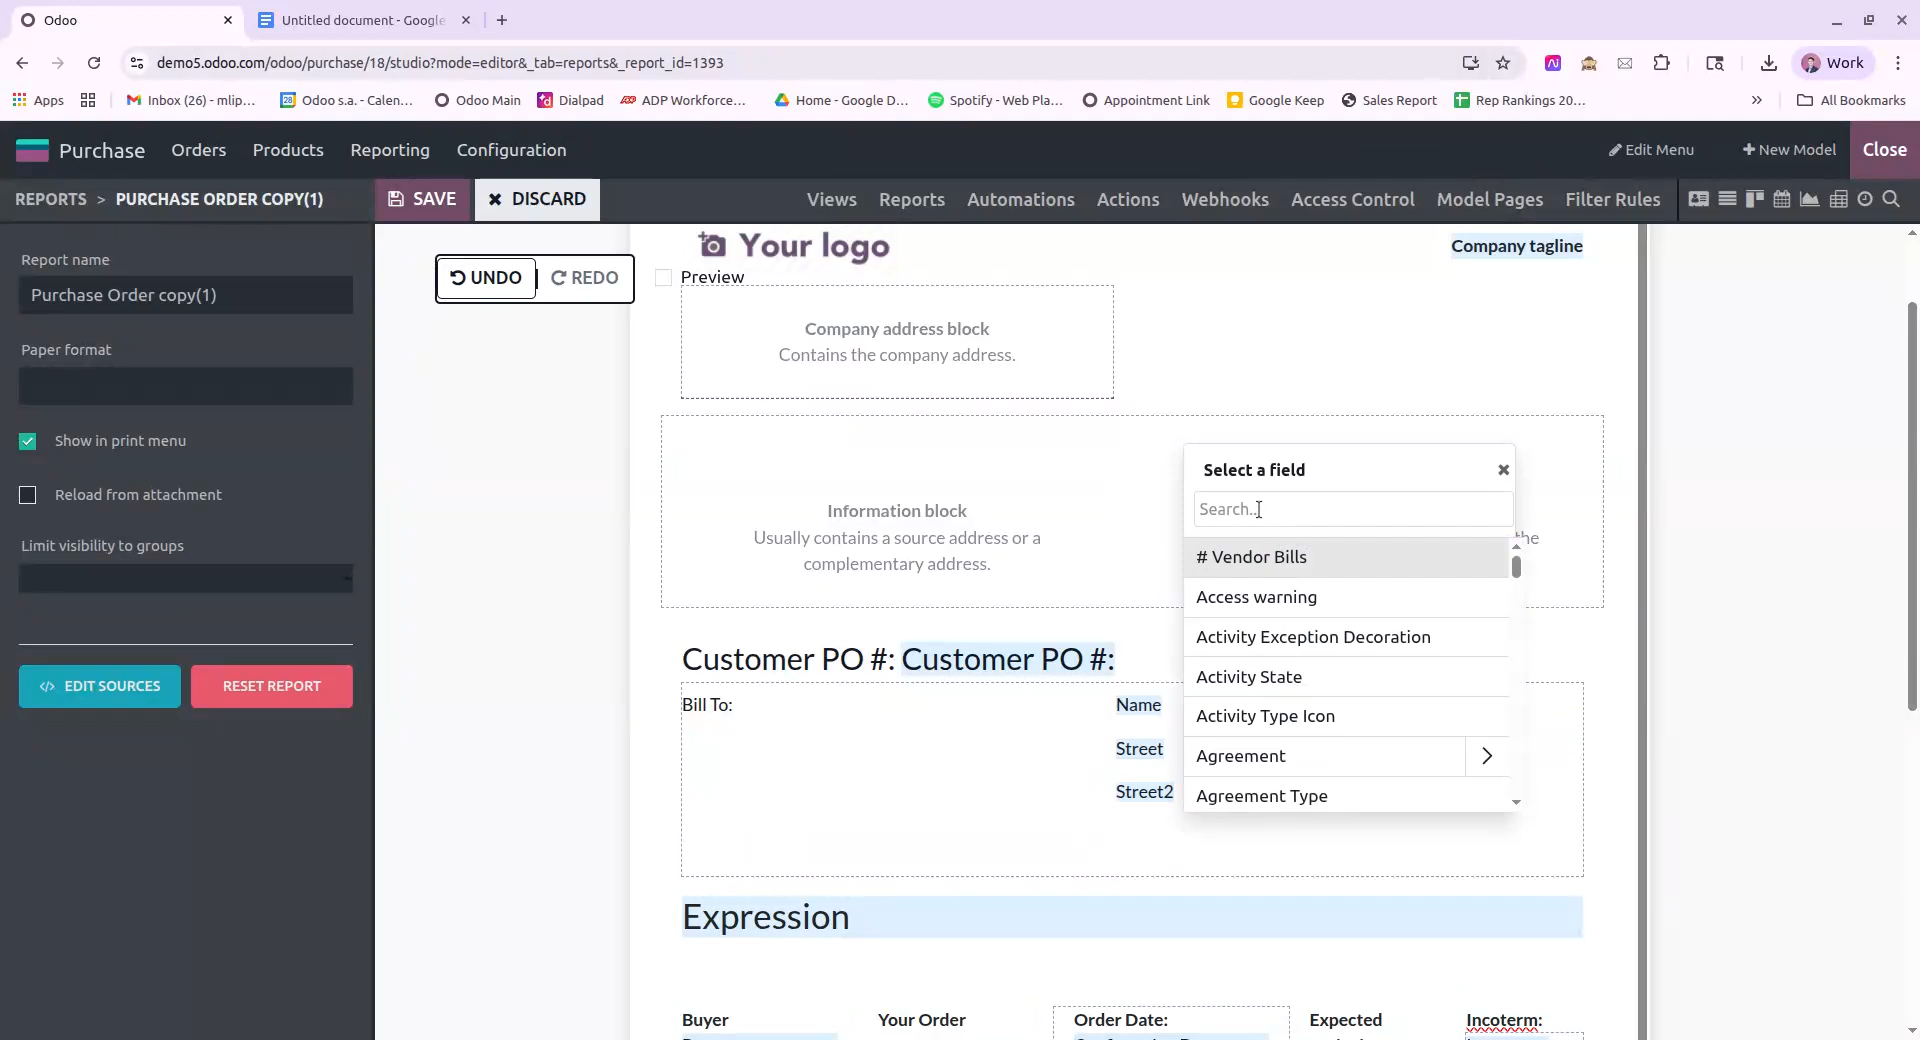 Odoo
Untitled document - Google
demo5.odoo.com/odoo/purchase/18/studio?mode=editor&_tab=reports&_report_id=1393
Work
Apps
Inbox (26) - mlip...
Odoo s.a. - Calen...
Odoo Main
Dialpad
ADP Workforce...
Home - Google D...
Spotify - Web Pla...
Appointment Link
Google Keep
Sales Report
Rep Rankings 20...
All Bookmarks
Purchase
Orders
Products
Reporting
Configuration
Edit Menu
New Model
Close
REPORTS > PURCHASE ORDER COPY(1)
SAVE
DISCARD
Views
Reports
Automations
Actions
Webhooks
Access Control
Model Pages
Filter Rules
Report name
Purchase Order copy(1)
Paper format
Show in print menu
Reload from attachment
Limit visibility to groups
EDIT SOURCES
RESET REPORT
UNDO
REDO
Preview
Your logo
Company tagline
Company address block
Contains the company address.
Information block
Usually contains a source address or a
complementary address.
the
Select a field
Search...
# Vendor Bills
Access warning
Activity Exception Decoration
Activity State
Activity Type Icon
Agreement
Agreement Type
Customer PO #: Customer PO #:
Bill To:
Name
Street
Street2
Expression
Buyer
Your Order
Order Date:
Expected
Incoterm: